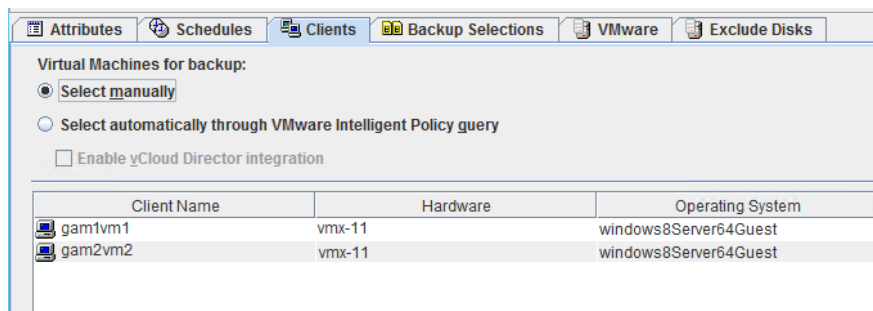 Attributes Schedules Clients Backup Selections VMware Exclude Disks
Virtual Machines for backup:
Select manually
Select automatically through VMware Intelligent Policy query
Enable vCloud Director integration
Client Name Hardware Operating System
gam1vm1 vmx-11 windows8Server64Guest
gam2vm2 vmx-11 windows8Server64Guest